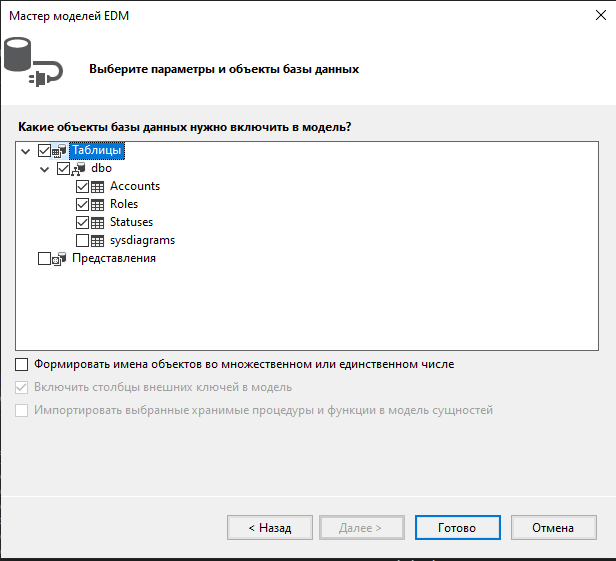 Мастер моделей EDM
Выберите параметры и объекты базы данных
Какие объекты базы данных нужно включить в модель?
Таблицы
dbo
Accounts
Roles
Statuses
sysdiagrams
Представления
Формировать имена объектов во множественном или единственном числе
Включить столбцы внешних ключей в модель
Импортировать выбранные хранимые процедуры и функции в модель сущностей
< Назад
Далее >
Готово
Отмена